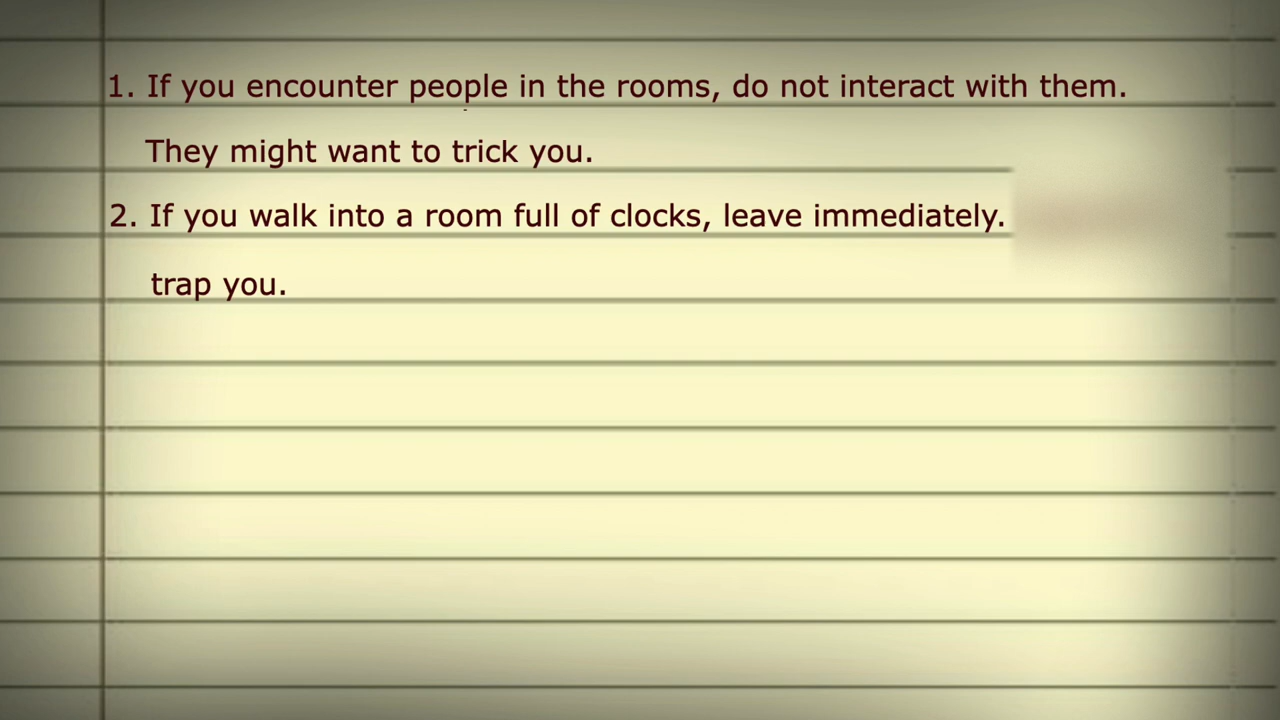 1. If you encounter people in the rooms, do not interact with them.
They might want to trick you.
2. If you walk into a room full of clocks, leave immediately.
trap you.